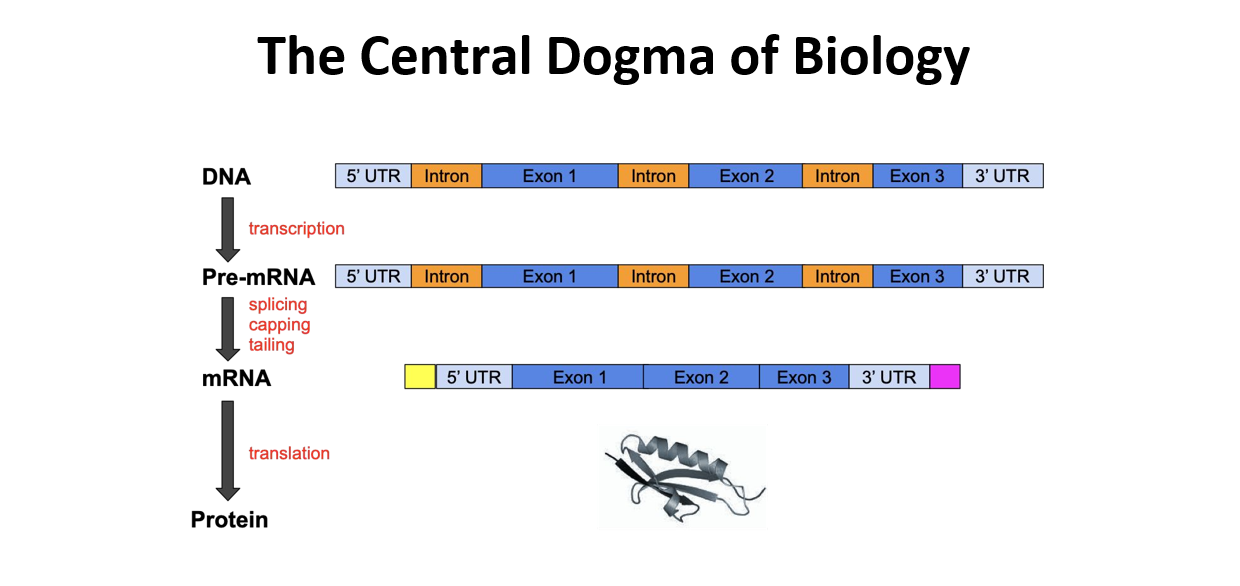 The Central Dogma of Biology
DNA
5’ UTR Intron Exon 1 Intron Exon 2 Intron Exon 3 3’ UTR
transcription
Pre-mRNA
5’ UTR Intron Exon 1 Intron Exon 2 Intron Exon 3 3’ UTR
splicing
capping
tailing
mRNA
5’ UTR Exon 1 Exon 2 Exon 3 3’ UTR
translation
Protein